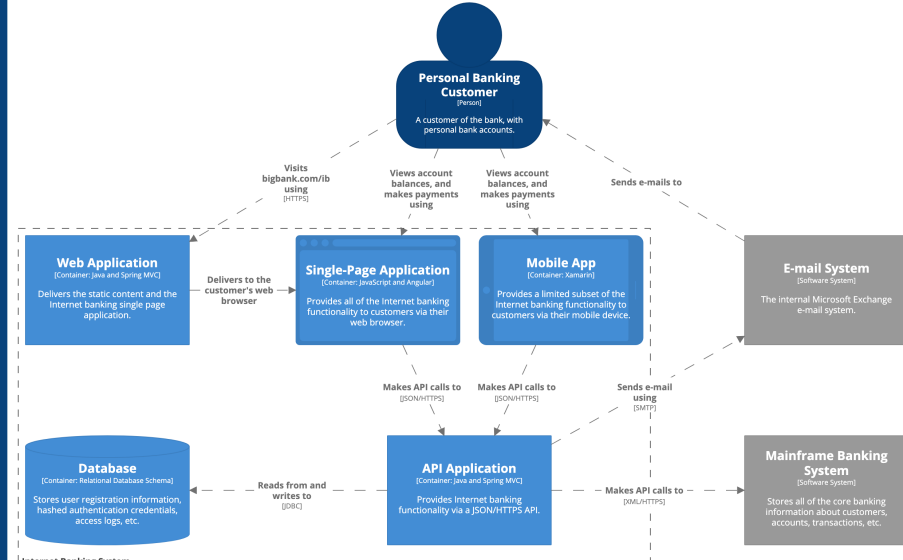 Personal Banking
Customer
[Person]
A customer of the bank, with
personal bank accounts.
Visits
bigbank.com/ib
using
[HTTPS]
Views account
balances, and
makes payments
using
Views account
balances, and
makes payments
using
Sends e-mails to
Web Application
[Container: Java and Spring MVC]
Delivers the static content and the
Internet banking single page
application.
Delivers to the
customer's web
browser
Single-Page Application
[Container: JavaScript and Angular]
Provides all of the Internet banking
functionality to customers via their
web browser.
Mobile App
[Container: Xamarin]
Provides a limited subset of the
Internet banking functionality to
customers via their mobile device.
E-mail System
[Software System]
The internal Microsoft Exchange
e-mail system.
Makes API calls to
[JSON/HTTPS]
Makes API calls to
[JSON/HTTPS]
Sends e-mail
using
[SMTP]
Database
[Container: Relational Database Schema]
Stores user registration information,
hashed authentication credentials,
access logs, etc.
Reads from and
writes to
[JDBC]
API Application
[Container: Java and Spring MVC]
Provides Internet banking
functionality via a JSON/HTTPS API.
Makes API calls to
[XML/HTTPS]
Mainframe Banking
System
[Software System]
Stores all of the core banking
information about customers,
accounts, transactions, etc.
Internet Banking System